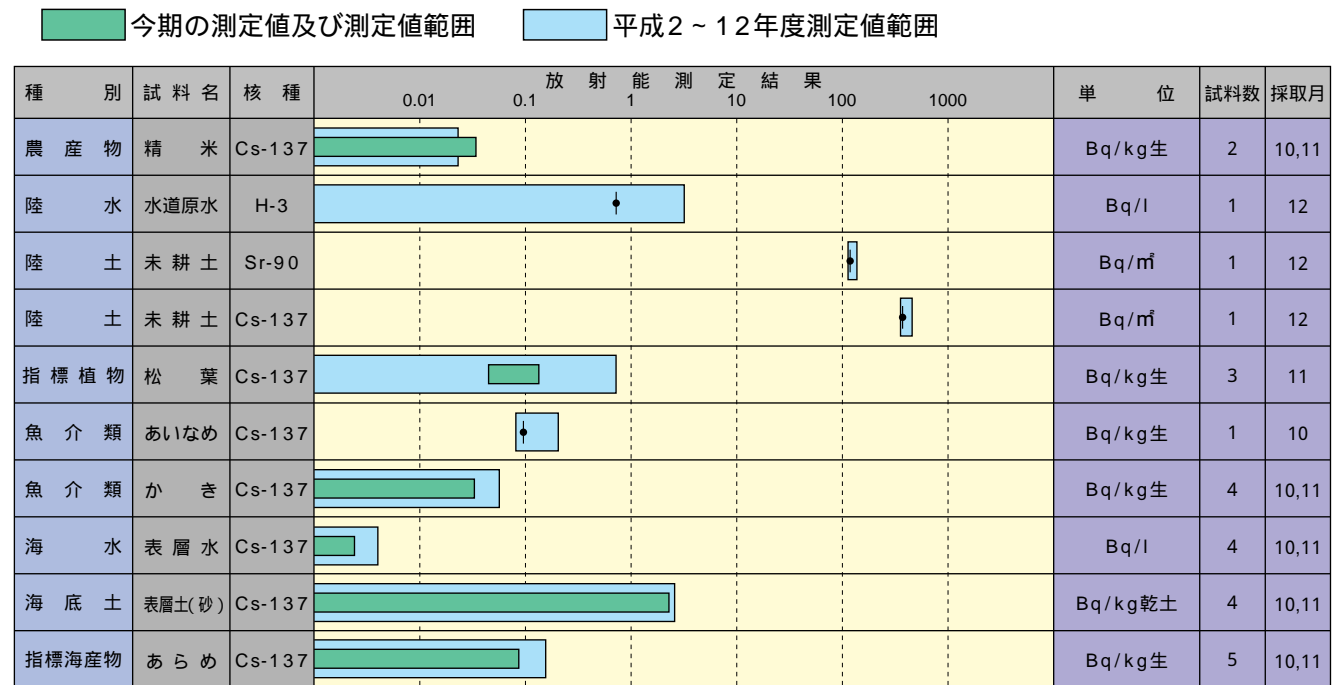 今期の測定値及び測定値範囲 平成2~12年度測定値範囲
種別 試料名 核種 放射能測定結果 単位 試料数 採取月
0.01 0.1 1 10 100 1000
農産物 精米 Cs-137 Bq/kg生 2 10,11
陸水 水道原水 H-3 Bq/l 1 12
陸土 未耕土 Sr-90 Bq/㎡ 1 12
陸土 未耕土 Cs-137 Bq/㎡ 1 12
指標植物 松葉 Cs-137 Bq/kg生 3 11
魚介類 あいなめ Cs-137 Bq/kg生 1 10
魚介類 かき Cs-137 Bq/kg生 4 10,11
海水 表層水 Cs-137 Bq/l 4 10,11
海底土 表層土(砂) Cs-137 Bq/kg乾土 4 10,11
指標海産物 あらめ Cs-137 Bq/kg生 5 10,11